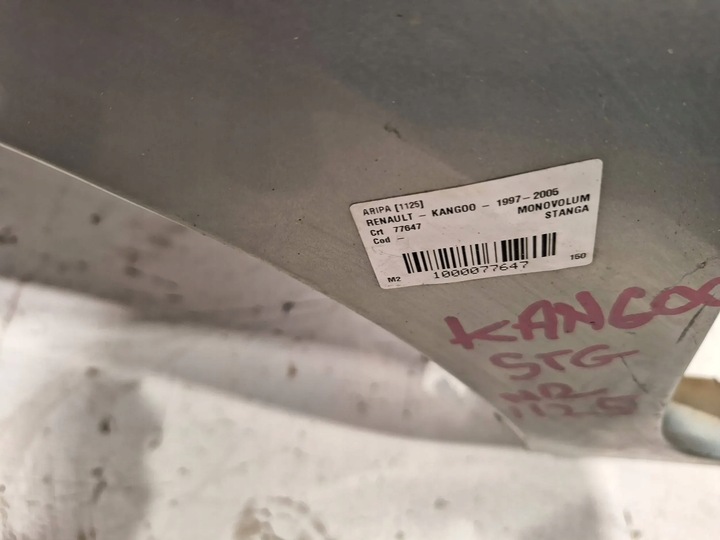 ARIPA [1125]
RENAULT - KANGOO - 1997-2005
MONOVOLUM
Crt 77647
STANGA
Cod -
M2
1000077647
150
KANGOO
STG